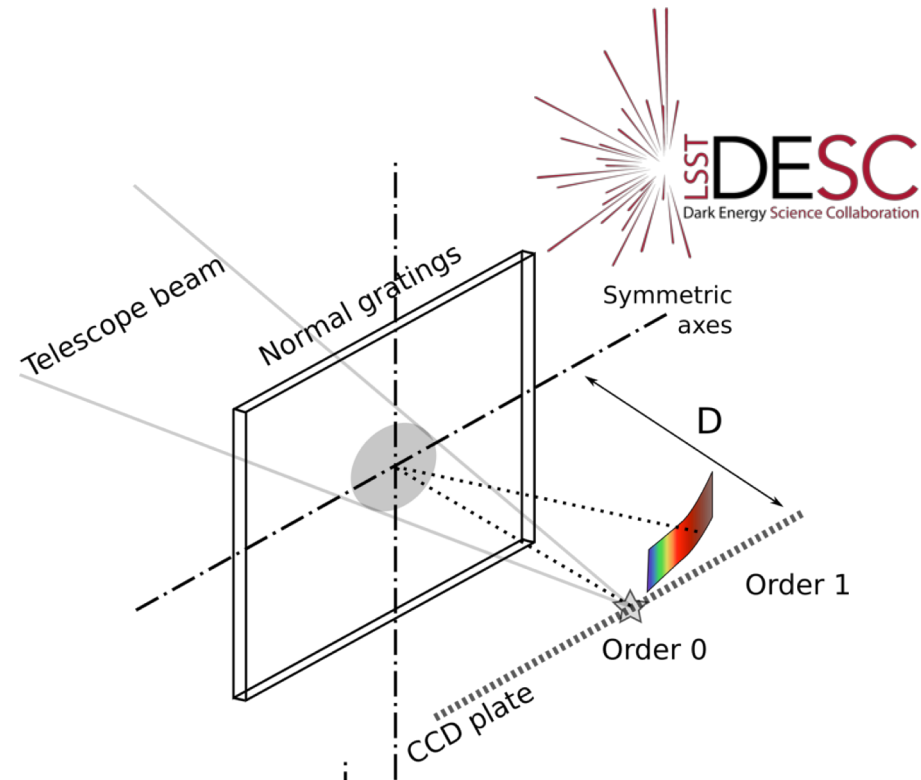 LSST
DESC
Dark Energy Science Collaboration
Telescope beam
Normal gratings
Symmetric
axes
D
Order 1
Order 0
CCD plate